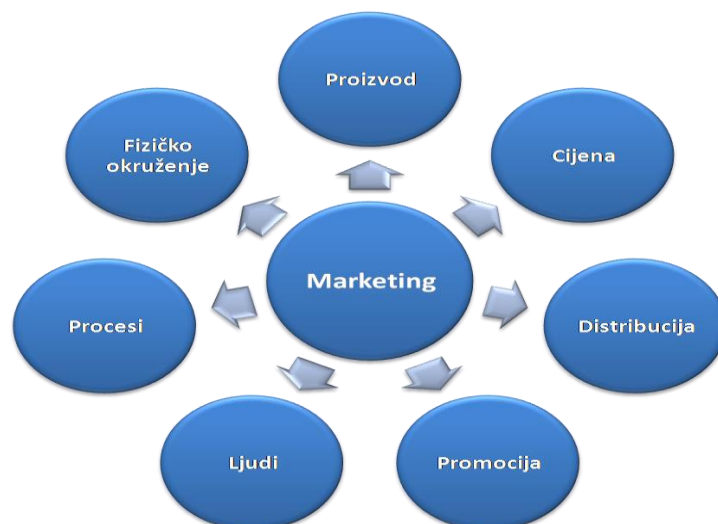 Proizvod
Cijena
Distribucija
Promocija
Ljudi
Procesi
Fizičko
okruženje
Marketing